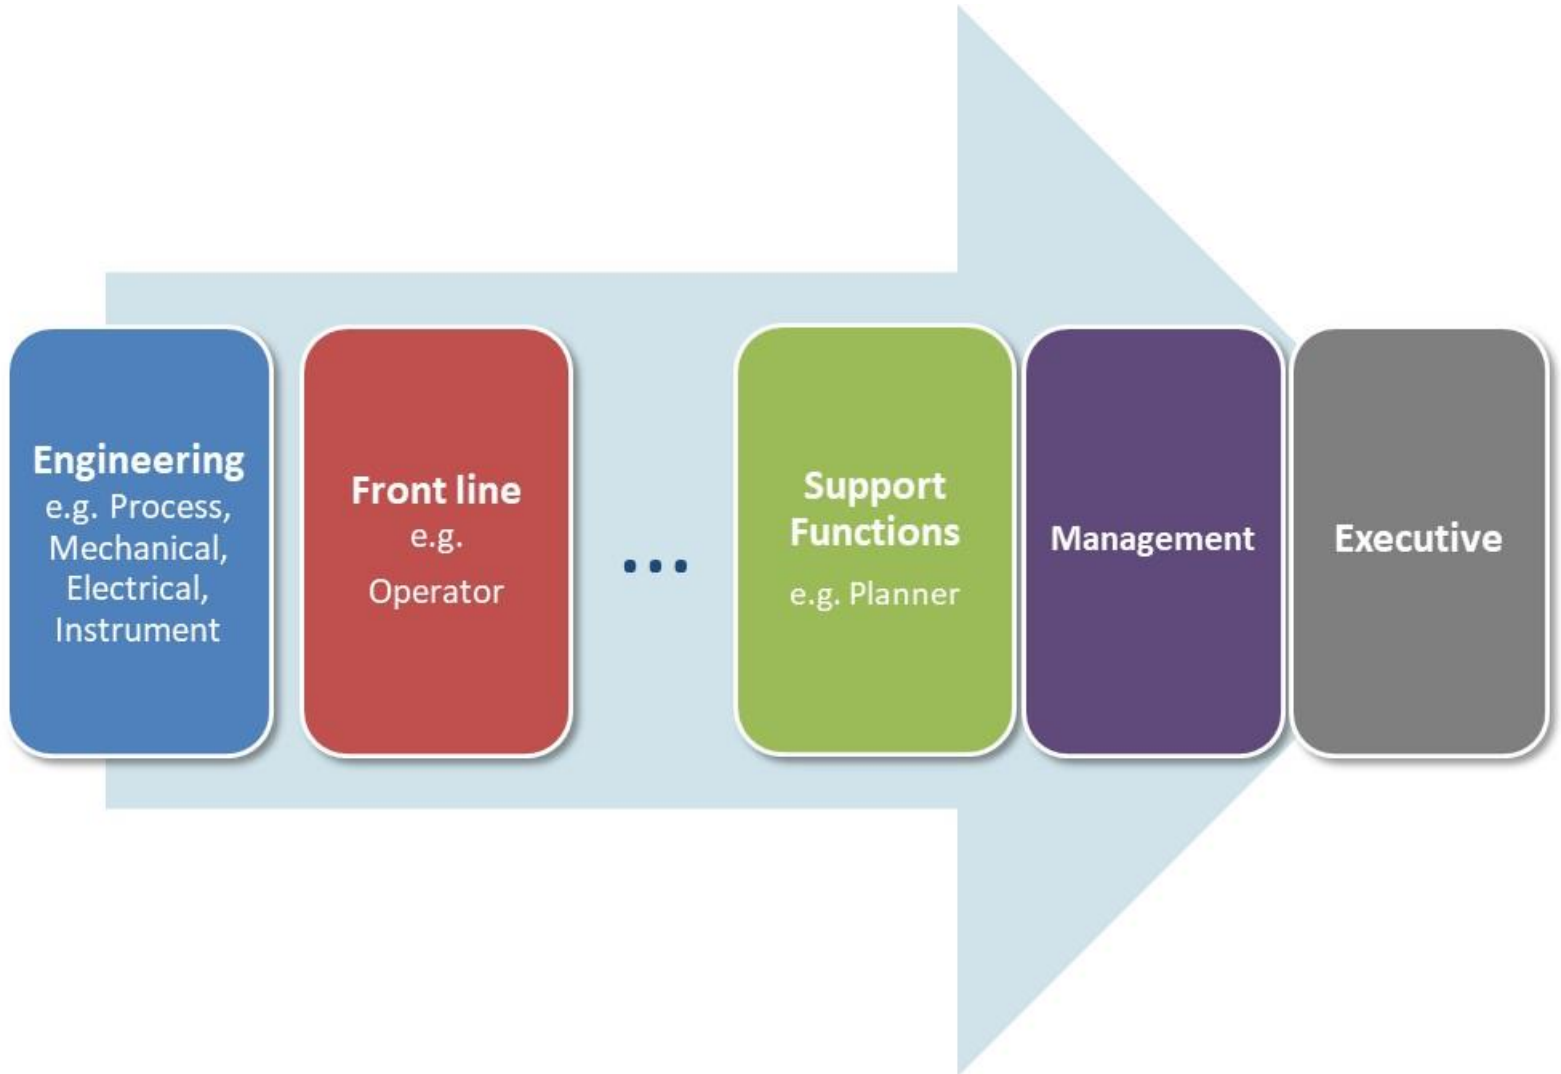 Engineering
e.g. Process,
Mechanical,
Electrical,
Instrument
Front line
e.g.
Operator
...
Support
Functions
e.g. Planner
Management
Executive